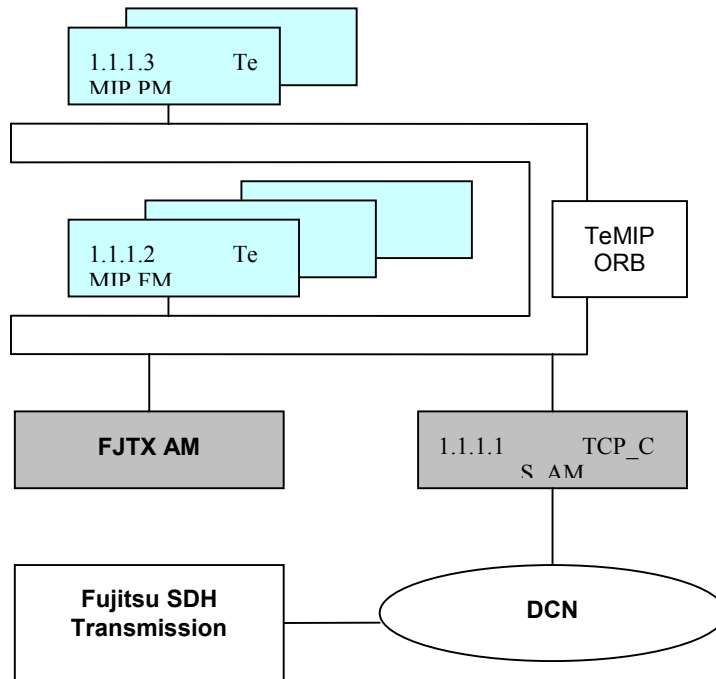 1.1.1.3 Te
MIP PM
1.1.1.2 Te
MIP FM
TeMIP
ORB
FJTX AM
1.1.1.1 TCP_C
S_AM
Fujitsu SDH
Transmission
DCN